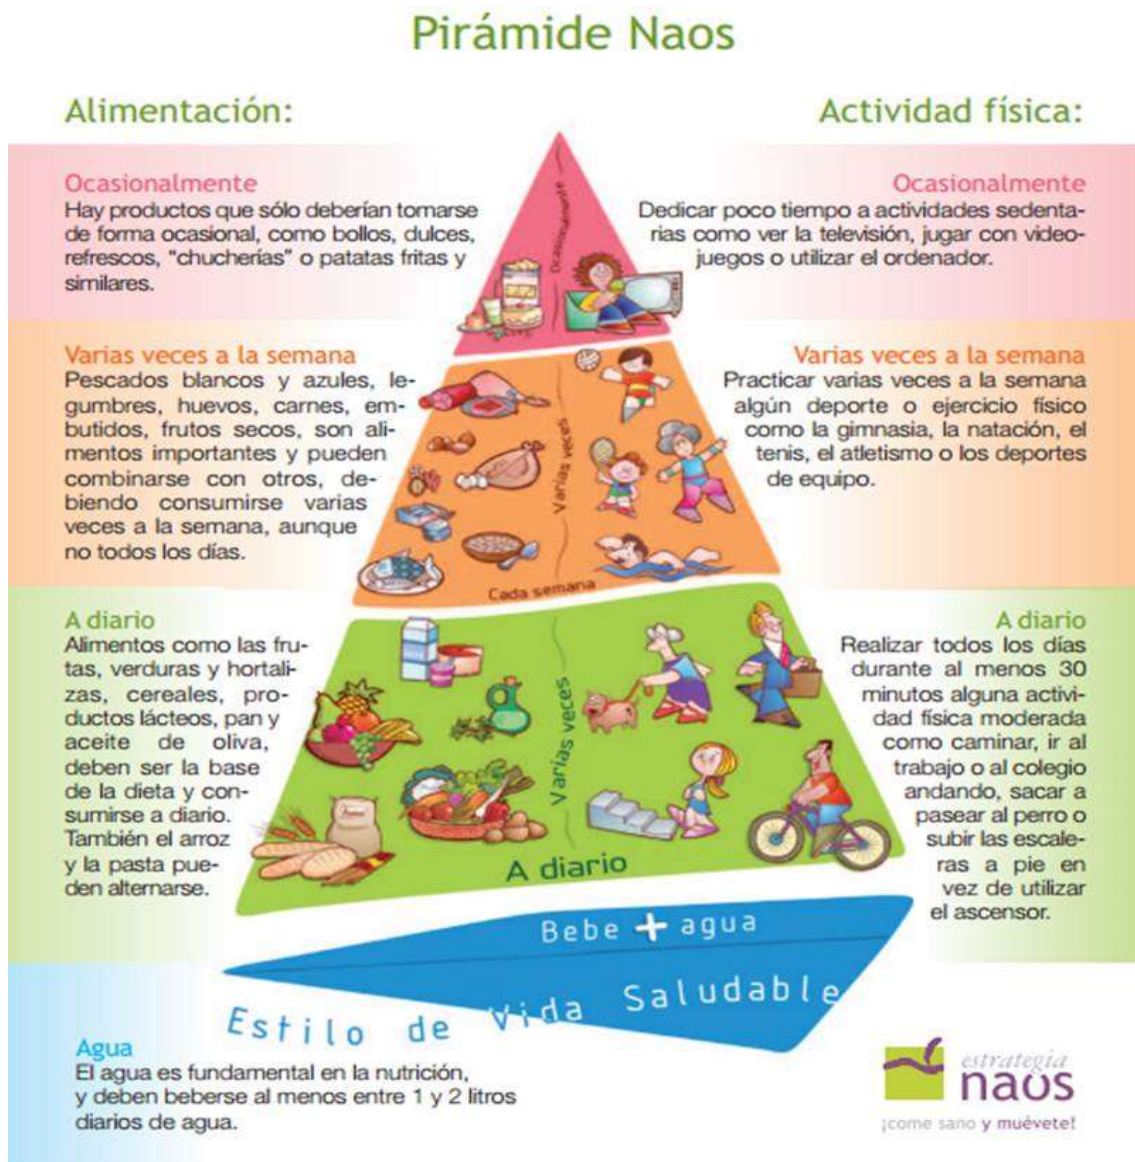 Pirámide Naos
Alimentación:
Actividad física:
Ocasionalmente
Hay productos que sólo deberían tomarse
de forma ocasional, como bollos, dulces,
refrescos, "chucherías" o patatas fritas y
similares.
Ocasionalmente
Dedicar poco tiempo a actividades sedenta-
rias como ver la televisión, jugar con video-
juegos o utilizar el ordenador.
Ocasionalmente
Varias veces a la semana
Pescados blancos y azules, le-
gumbres, huevos, carnes, em-
butidos, frutos secos, son ali-
mentos importantes y pueden
combinarse con otros, de-
biendo consumirse varias
veces a la semana, aunque
no todos los días.
Varias veces a la semana
Practicar varias veces a la semana
algún deporte o ejercicio físico
como la gimnasia, la natación, el
tenis, el atletismo o los deportes
de equipo.
Varias veces
Cada semana
A diario
Alimentos como las fru-
tas, verduras y hortali-
zas, cereales, pro-
ductos lácteos, pan y
aceite de oliva,
deben ser la base
de la dieta y con-
sumirse a diario.
También el arroz
y la pasta pue-
den alternarse.
A diario
Realizar todos los días
durante al menos 30
minutos alguna activi-
dad física moderada
como caminar, ir al
trabajo o al colegio
andando, sacar a
pasear al perro o
subir las escale-
ras a pie en
vez de utilizar
el ascensor.
Varias veces
A diario
Bebe + agua
Estilo de Vida Saludable
Agua
El agua es fundamental en la nutrición,
y deben beberse al menos entre 1 y 2 litros
diarios de agua.
estrategia
naos
¡come sano y muévete!